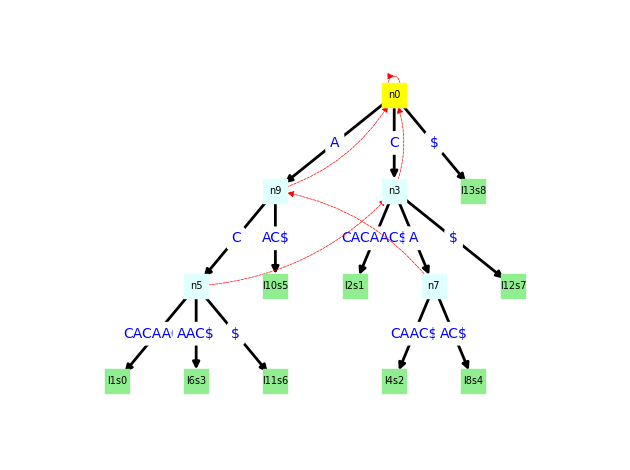 n0
A C $
n9 n3 l13s8
C AC$ CACAAC$ A $
n5 l10s5 l2s1 n7 l12s7
CACAAC AAC$ $ CAAC$ AC$
l1s0 l6s3 l11s6 l4s2 l8s4